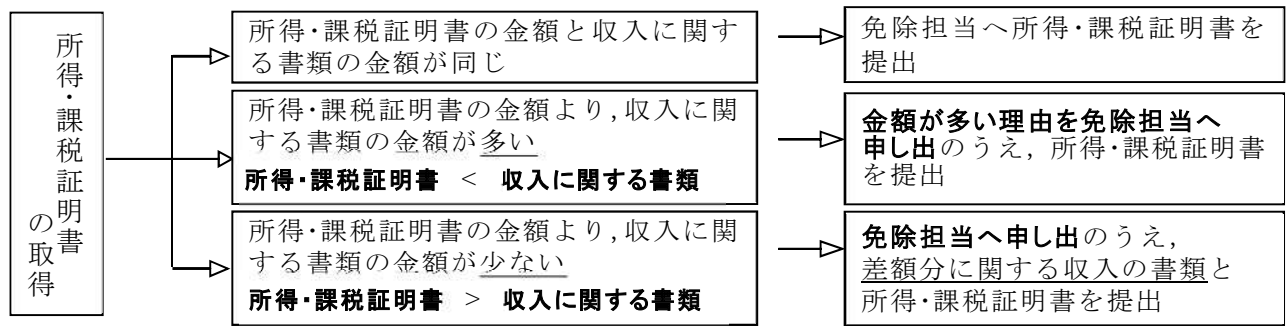 所得・課税証明書
の取得
所得・課税証明書の金額と収入に関す
る書類の金額が同じ
免除担当へ所得・課税証明書を
提出
所得・課税証明書の金額より,収入に関
する書類の金額が多い
所得・課税証明書 < 収入に関する書類
金額が多い理由を免除担当へ
申し出のうえ, 所得・課税証明書
を提出
所得・課税証明書の金額より,収入に関
する書類の金額が少ない
所得・課税証明書 > 収入に関する書類
免除担当へ申し出のうえ,
差額分に関する収入の書類と
所得・課税証明書を提出